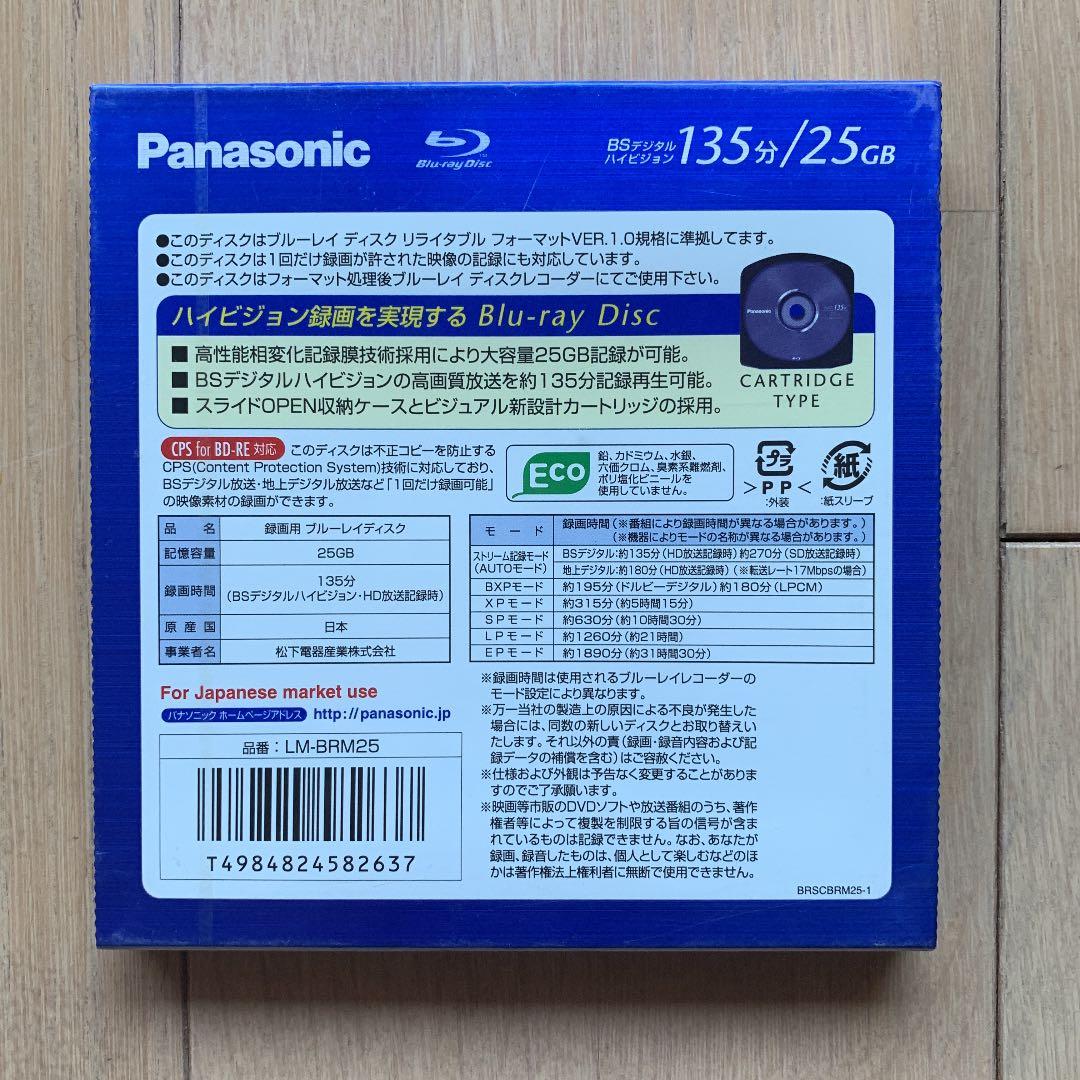 Panasonic
Blu-ray Disc
TM
BSデジタル
ハイビジョン
135分/25GB
●このディスクはブルーレイ ディスク リライタブル フォーマットVER.1.0規格に準拠してます。
●このディスクは1回だけ録画が許された映像の記録にも対応しています。
●このディスクはフォーマット処理後ブルーレイ ディスクレコーダーにてご使用下さい。
ハイビジョン録画を実現する Blu-ray Disc
■ 高性能相変化記録膜技術採用により大容量25GB記録が可能。
■ BSデジタルハイビジョンの高画質放送を約135分記録再生可能。
■ スライドOPEN収納ケースとビジュアル新設計カートリッジの採用。
Panasonic
135
CARTRIDGE
TYPE
CPS for BD-RE 対応 このディスクは不正コピーを防止する
CPS(Content Protection System)技術に対応しており、
BSデジタル放送・地上デジタル放送など「1回だけ録画可能」
の映像素材の録画ができます。
ECO
鉛、カドミウム、水銀、
六価クロム、臭素系難燃剤、
ポリ塩化ビニールを
使用していません。
プラ
>PP<
:外装
紙
:紙スリーブ
品名 録画用 ブルーレイディスク
記憶容量 25GB
録画時間 135分
(BSデジタルハイビジョン・HD放送記録時)
原産国 日本
事業者名 松下電器産業株式会社
モード 録画時間(※番組により録画時間が異なる場合があります。)
(※機器によりモードの名称が異なる場合があります。)
ストリーム記録モード
(AUTOモード)
BSデジタル:約135分(HD放送記録時) 約270分(SD放送記録時)
地上デジタル:約180分(HD放送記録時)(※転送レート17Mbpsの場合)
BXPモード 約195分(ドルビーデジタル) 約180分(LPCM)
XPモード 約315分(約5時間15分)
SPモード 約630分(約10時間30分)
LPモード 約1260分(約21時間)
EPモード 約1890分(約31時間30分)
For Japanese market use
パナソニック ホームページアドレス http://panasonic.jp
品番：LM-BRM25
T4984824582637
※録画時間は使用されるブルーレイレコーダーの
モード設定により異なります。
※万一当社の製造上の原因による不良が発生した
場合には、同数の新しいディスクとお取り替えい
たします。それ以外の責(録画・録音内容および記
録データの補償を含む)はご容赦ください。
※仕様および外観は予告なく変更することがありま
すのでご了承願います。
※映画等市販のDVDソフトや放送番組のうち、著作
権者等によって複製を制限する旨の信号が含ま
れているものは記録できません。なお、あなたが
録画、録音したものは、個人として楽しむなどのほ
かは著作権法上権利者に無断で使用できません。
BRSCBRM25-1